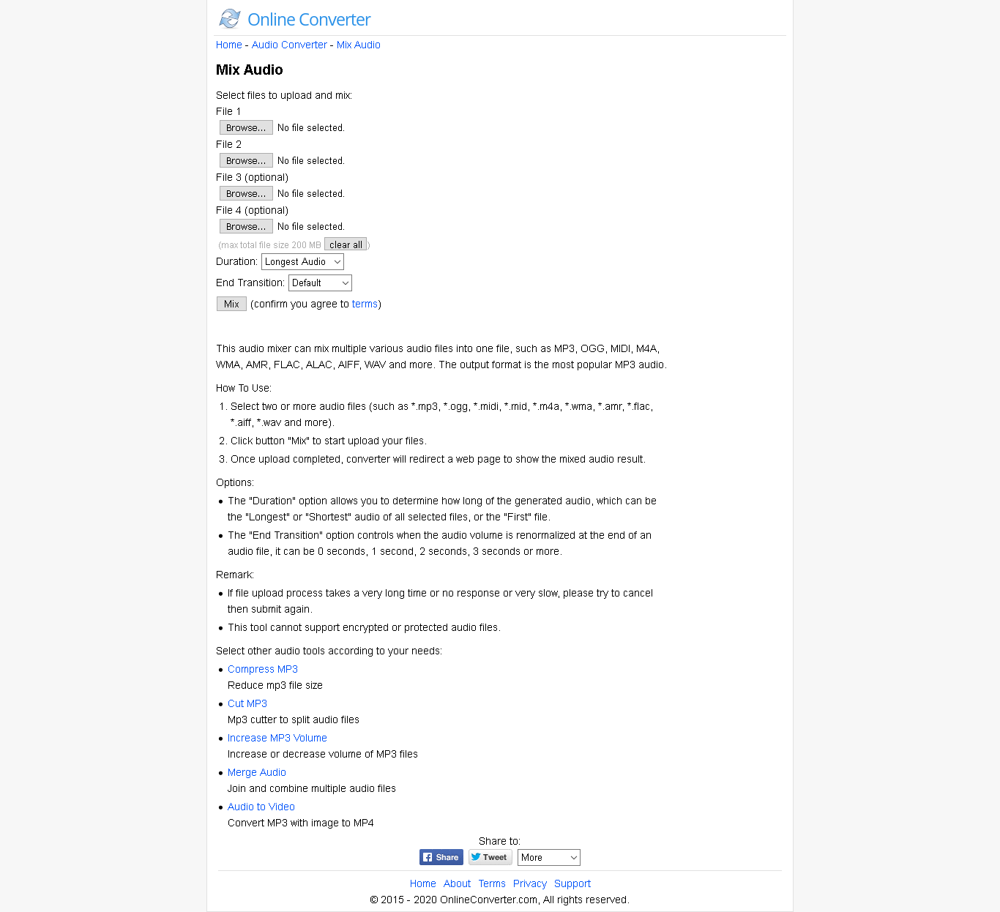 Online Converter
Home - Audio Converter - Mix Audio
Mix Audio
Select files to upload and mix:
File 1
Browse... No file selected.
File 2
Browse... No file selected.
File 3 (optional)
Browse... No file selected.
File 4 (optional)
Browse... No file selected.
(max total file size 200 MB clear all)
Duration: Longest Audio
End Transition: Default
Mix (confirm you agree to terms)
This audio mixer can mix multiple various audio files into one file, such as MP3, OGG, MIDI, M4A,
WMA, AMR, FLAC, ALAC, AIFF, WAV and more. The output format is the most popular MP3 audio.
How To Use:
1. Select two or more audio files (such as *.mp3, *.ogg, *.midi, *.mid, *.m4a, *.wma, *.amr, *.flac,
*.aiff, *.wav and more).
2. Click button "Mix" to start upload your files.
3. Once upload completed, converter will redirect a web page to show the mixed audio result.
Options:
• The "Duration" option allows you to determine how long of the generated audio, which can be
the "Longest" or "Shortest" audio of all selected files, or the "First" file.
• The "End Transition" option controls when the audio volume is renormalized at the end of an
audio file, it can be 0 seconds, 1 second, 2 seconds, 3 seconds or more.
Remark:
• If file upload process takes a very long time or no response or very slow, please try to cancel
then submit again.
• This tool cannot support encrypted or protected audio files.
Select other audio tools according to your needs:
• Compress MP3
Reduce mp3 file size
• Cut MP3
Mp3 cutter to split audio files
• Increase MP3 Volume
Increase or decrease volume of MP3 files
• Merge Audio
Join and combine multiple audio files
• Audio to Video
Convert MP3 with image to MP4
Share to:
Share Tweet More
Home About Terms Privacy Support
© 2015 - 2020 OnlineConverter.com, All rights reserved.